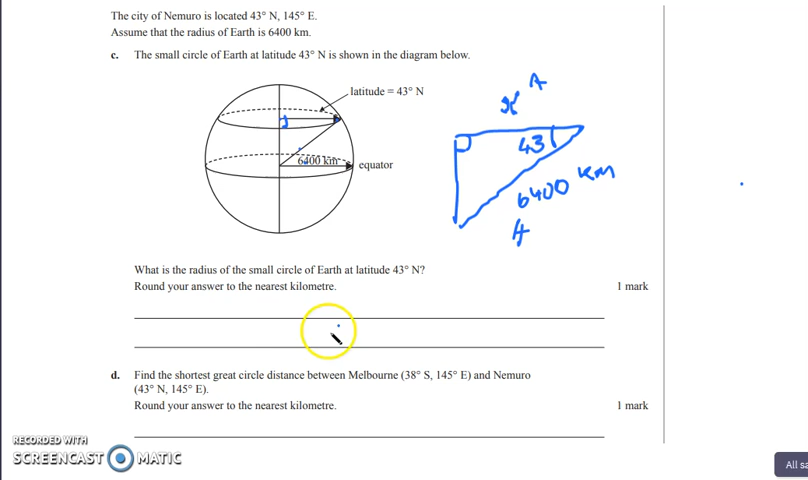 The city of Nemuro is located 43° N, 145° E.
Assume that the radius of Earth is 6400 km.
c. The small circle of Earth at latitude 43° N is shown in the diagram below.
latitude = 43° N
6400 km
equator
x A
43
6400 km
H
What is the radius of the small circle of Earth at latitude 43° N?
Round your answer to the nearest kilometre. 1 mark
d. Find the shortest great circle distance between Melbourne (38° S, 145° E) and Nemuro
(43° N, 145° E).
Round your answer to the nearest kilometre. 1 mark
RECORDED WITH
SCREENCAST MATIC
All sa